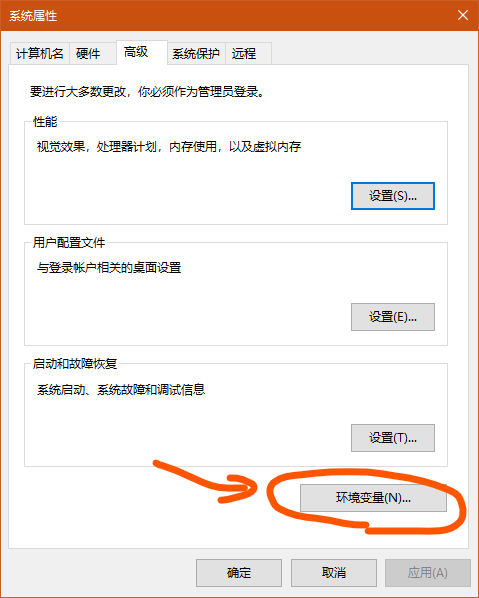 系统属性
计算机名 硬件 高级 系统保护 远程
要进行大多数更改，你必须作为管理员登录。
性能
视觉效果，处理器计划，内存使用，以及虚拟内存
设置(S)...
用户配置文件
与登录帐户相关的桌面设置
设置(E)...
启动和故障恢复
系统启动、系统故障和调试信息
设置(T)...
环境变量(N)...
确定 取消 应用(A)